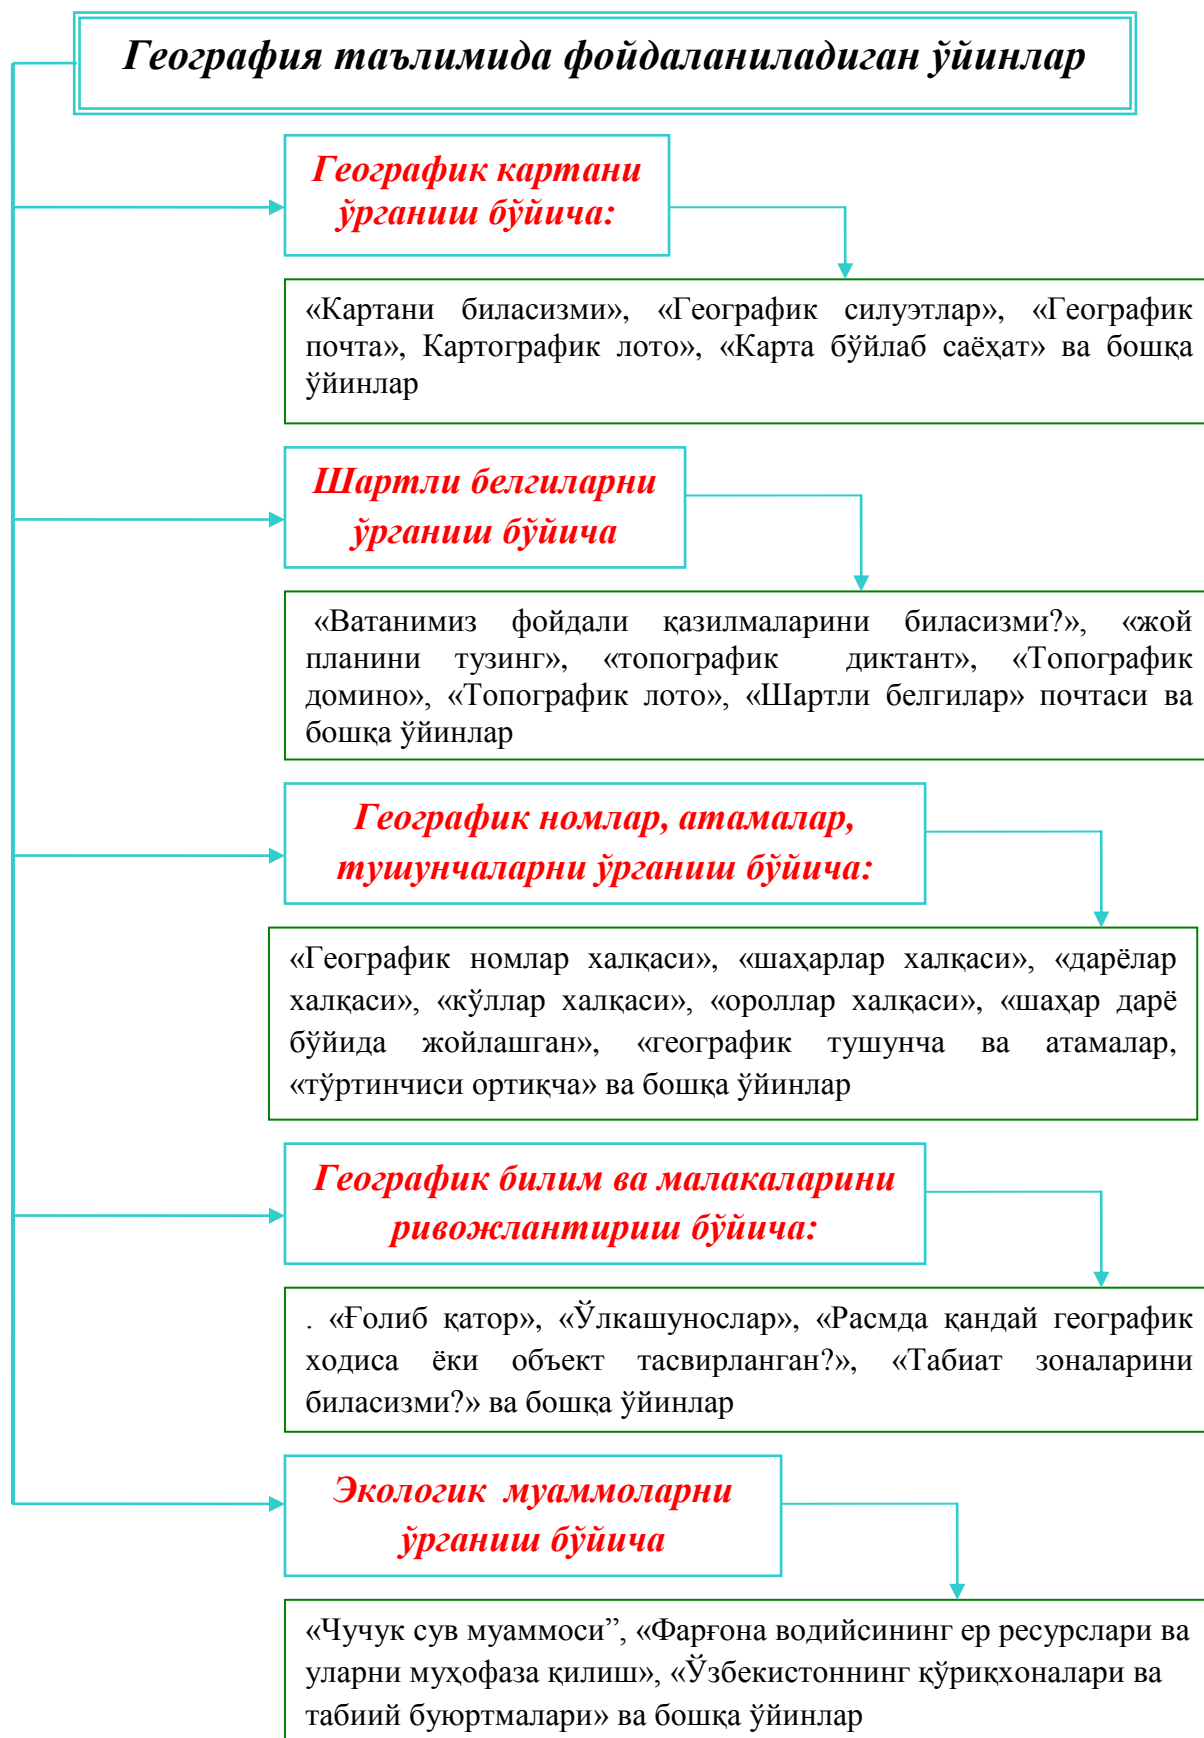 География таълимида фойдаланиладиган ўйинлар
Географик картани
ўрганиш бўйича:
«Картани биласизми», «Географик силуэтлар», «Географик
почта», Картографик лото», «Карта бўйлаб саёҳат» ва бошқа
ўйинлар
Шартли белгиларни
ўрганиш бўйича
«Ватанимиз фойдали қазилмаларини биласизми?», «жой
планини тузинг», «топографик диктант», «Топографик
домино», «Топографик лото», «Шартли белгилар» почтаси ва
бошқа ўйинлар
Географик номлар, атамалар,
тушунчаларни ўрганиш бўйича:
«Географик номлар халқаси», «шаҳарлар халқаси», «дарёлар
халқаси», «кўллар халқаси», «ороллар халқаси», «шаҳар дарё
бўйида жойлашган», «географик тушунча ва атамалар,
«тўртинчиси ортиқча» ва бошқа ўйинлар
Географик билим ва малакаларини
ривожлантириш бўйича:
. «Ғолиб қатор», «Ўлкашунослар», «Расмда қандай географик
ходиса ёки объект тасвирланган?», «Табиат зоналарини
биласизми?» ва бошқа ўйинлар
Экологик муаммоларни
ўрганиш бўйича
«Чучук сув муаммоси”, «Фарғона водийсининг ер ресурслари ва
уларни муҳофаза қилиш», «Ўзбекистоннинг қўриқхоналари ва
табиий буюртмалари» ва бошқа ўйинлар